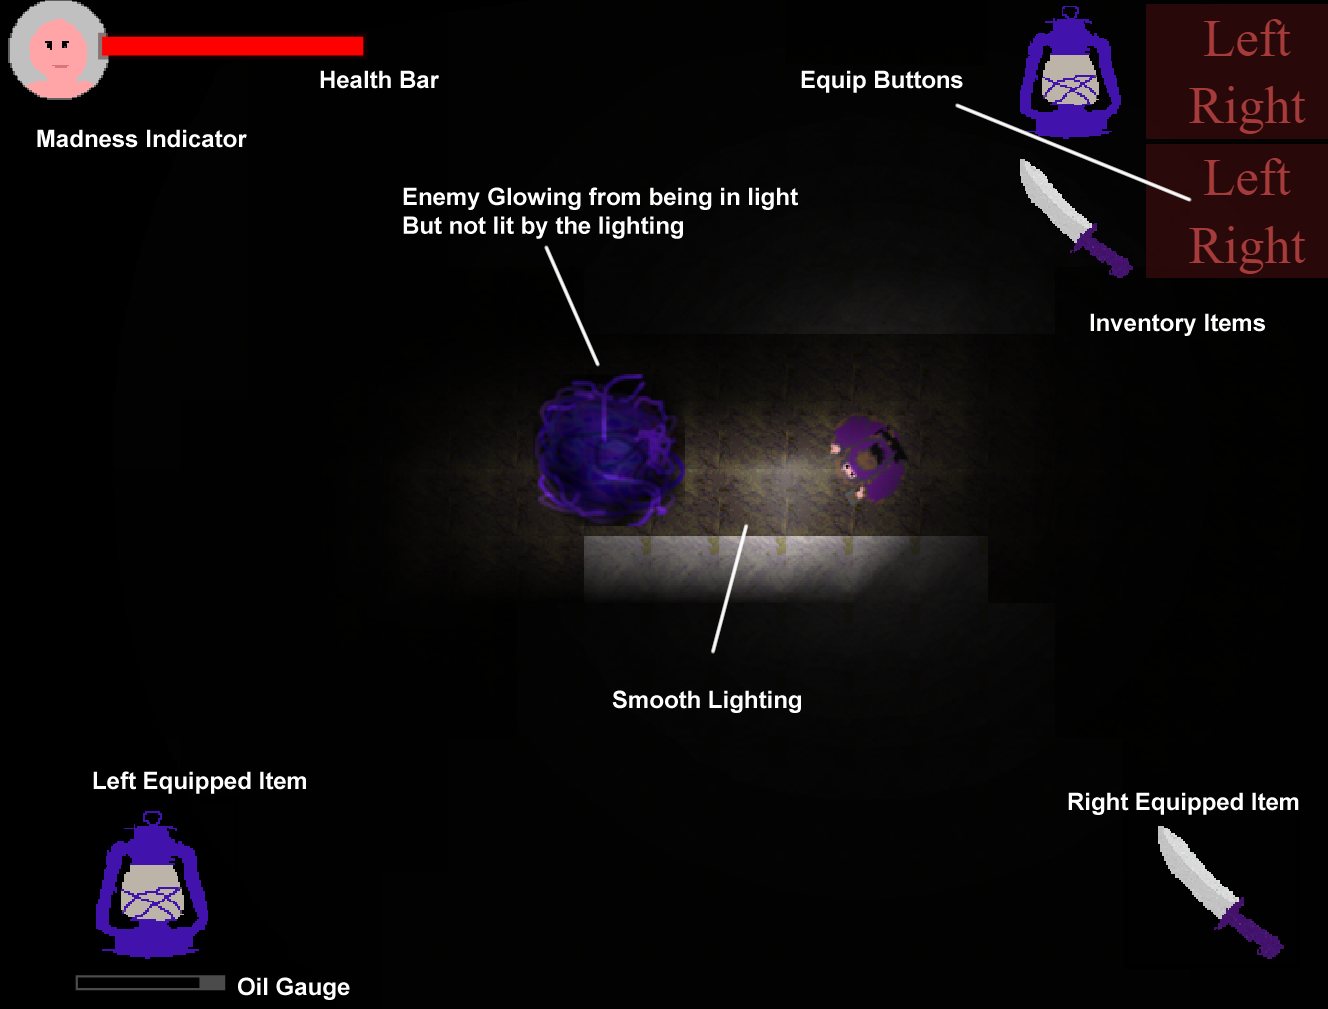 Left
Right
Health Bar
Equip Buttons
Madness Indicator
Left
Right
Enemy Glowing from being in light
But not lit by the lighting
Inventory Items
Smooth Lighting
Left Equipped Item
Right Equipped Item
Oil Gauge